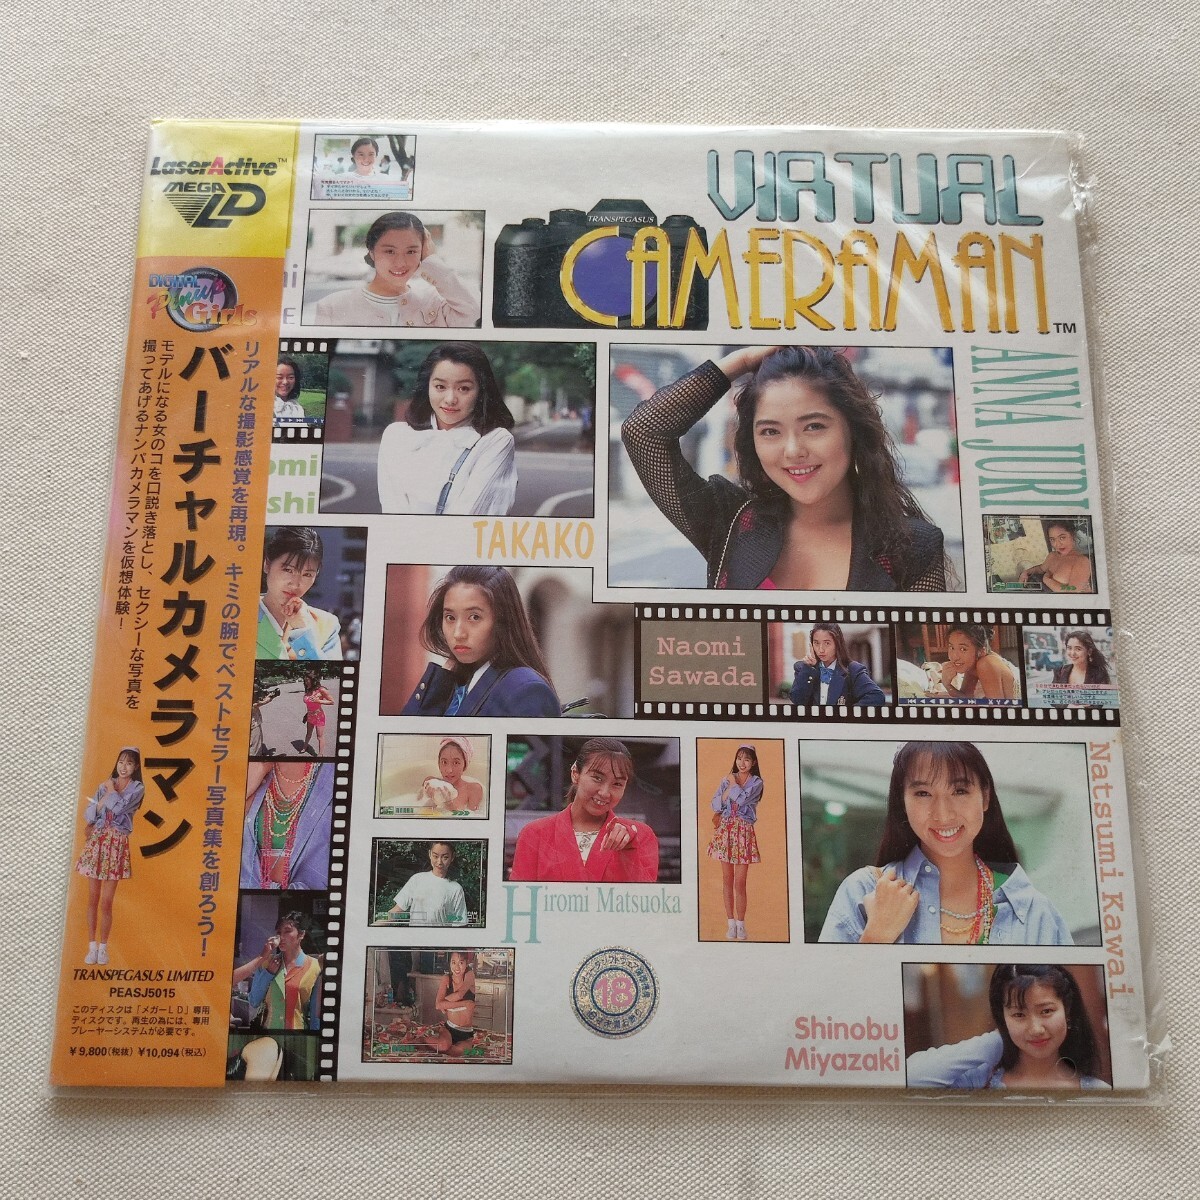 LaserActive™
MEGA LD
DIGITAL
Pinup
Girls
バーチャルカメラマン
リアルな撮影感覚を再現。キミの腕でベストセラー写真集を創ろう!
モデルになる女のコを口説き落とし、セクシーな写真を
撮ってあげるナンパカメラマンを仮想体験!
TRANSPEGASUS LIMITED
PEASJ5015
このディスクは「メガーLD」専用
ディスクです。再生の為には、専用
プレーヤーシステムが必要です。
¥9,800(税抜) ¥10,094(税込)
TRANSPEGASUS
VIRTUAL
CAMERAMAN™
ANNA JURI
TAKAKO
Naomi
Sawada
Hiromi Matsuoka
Natsumi Kawai
18
Shinobu
Miyazaki